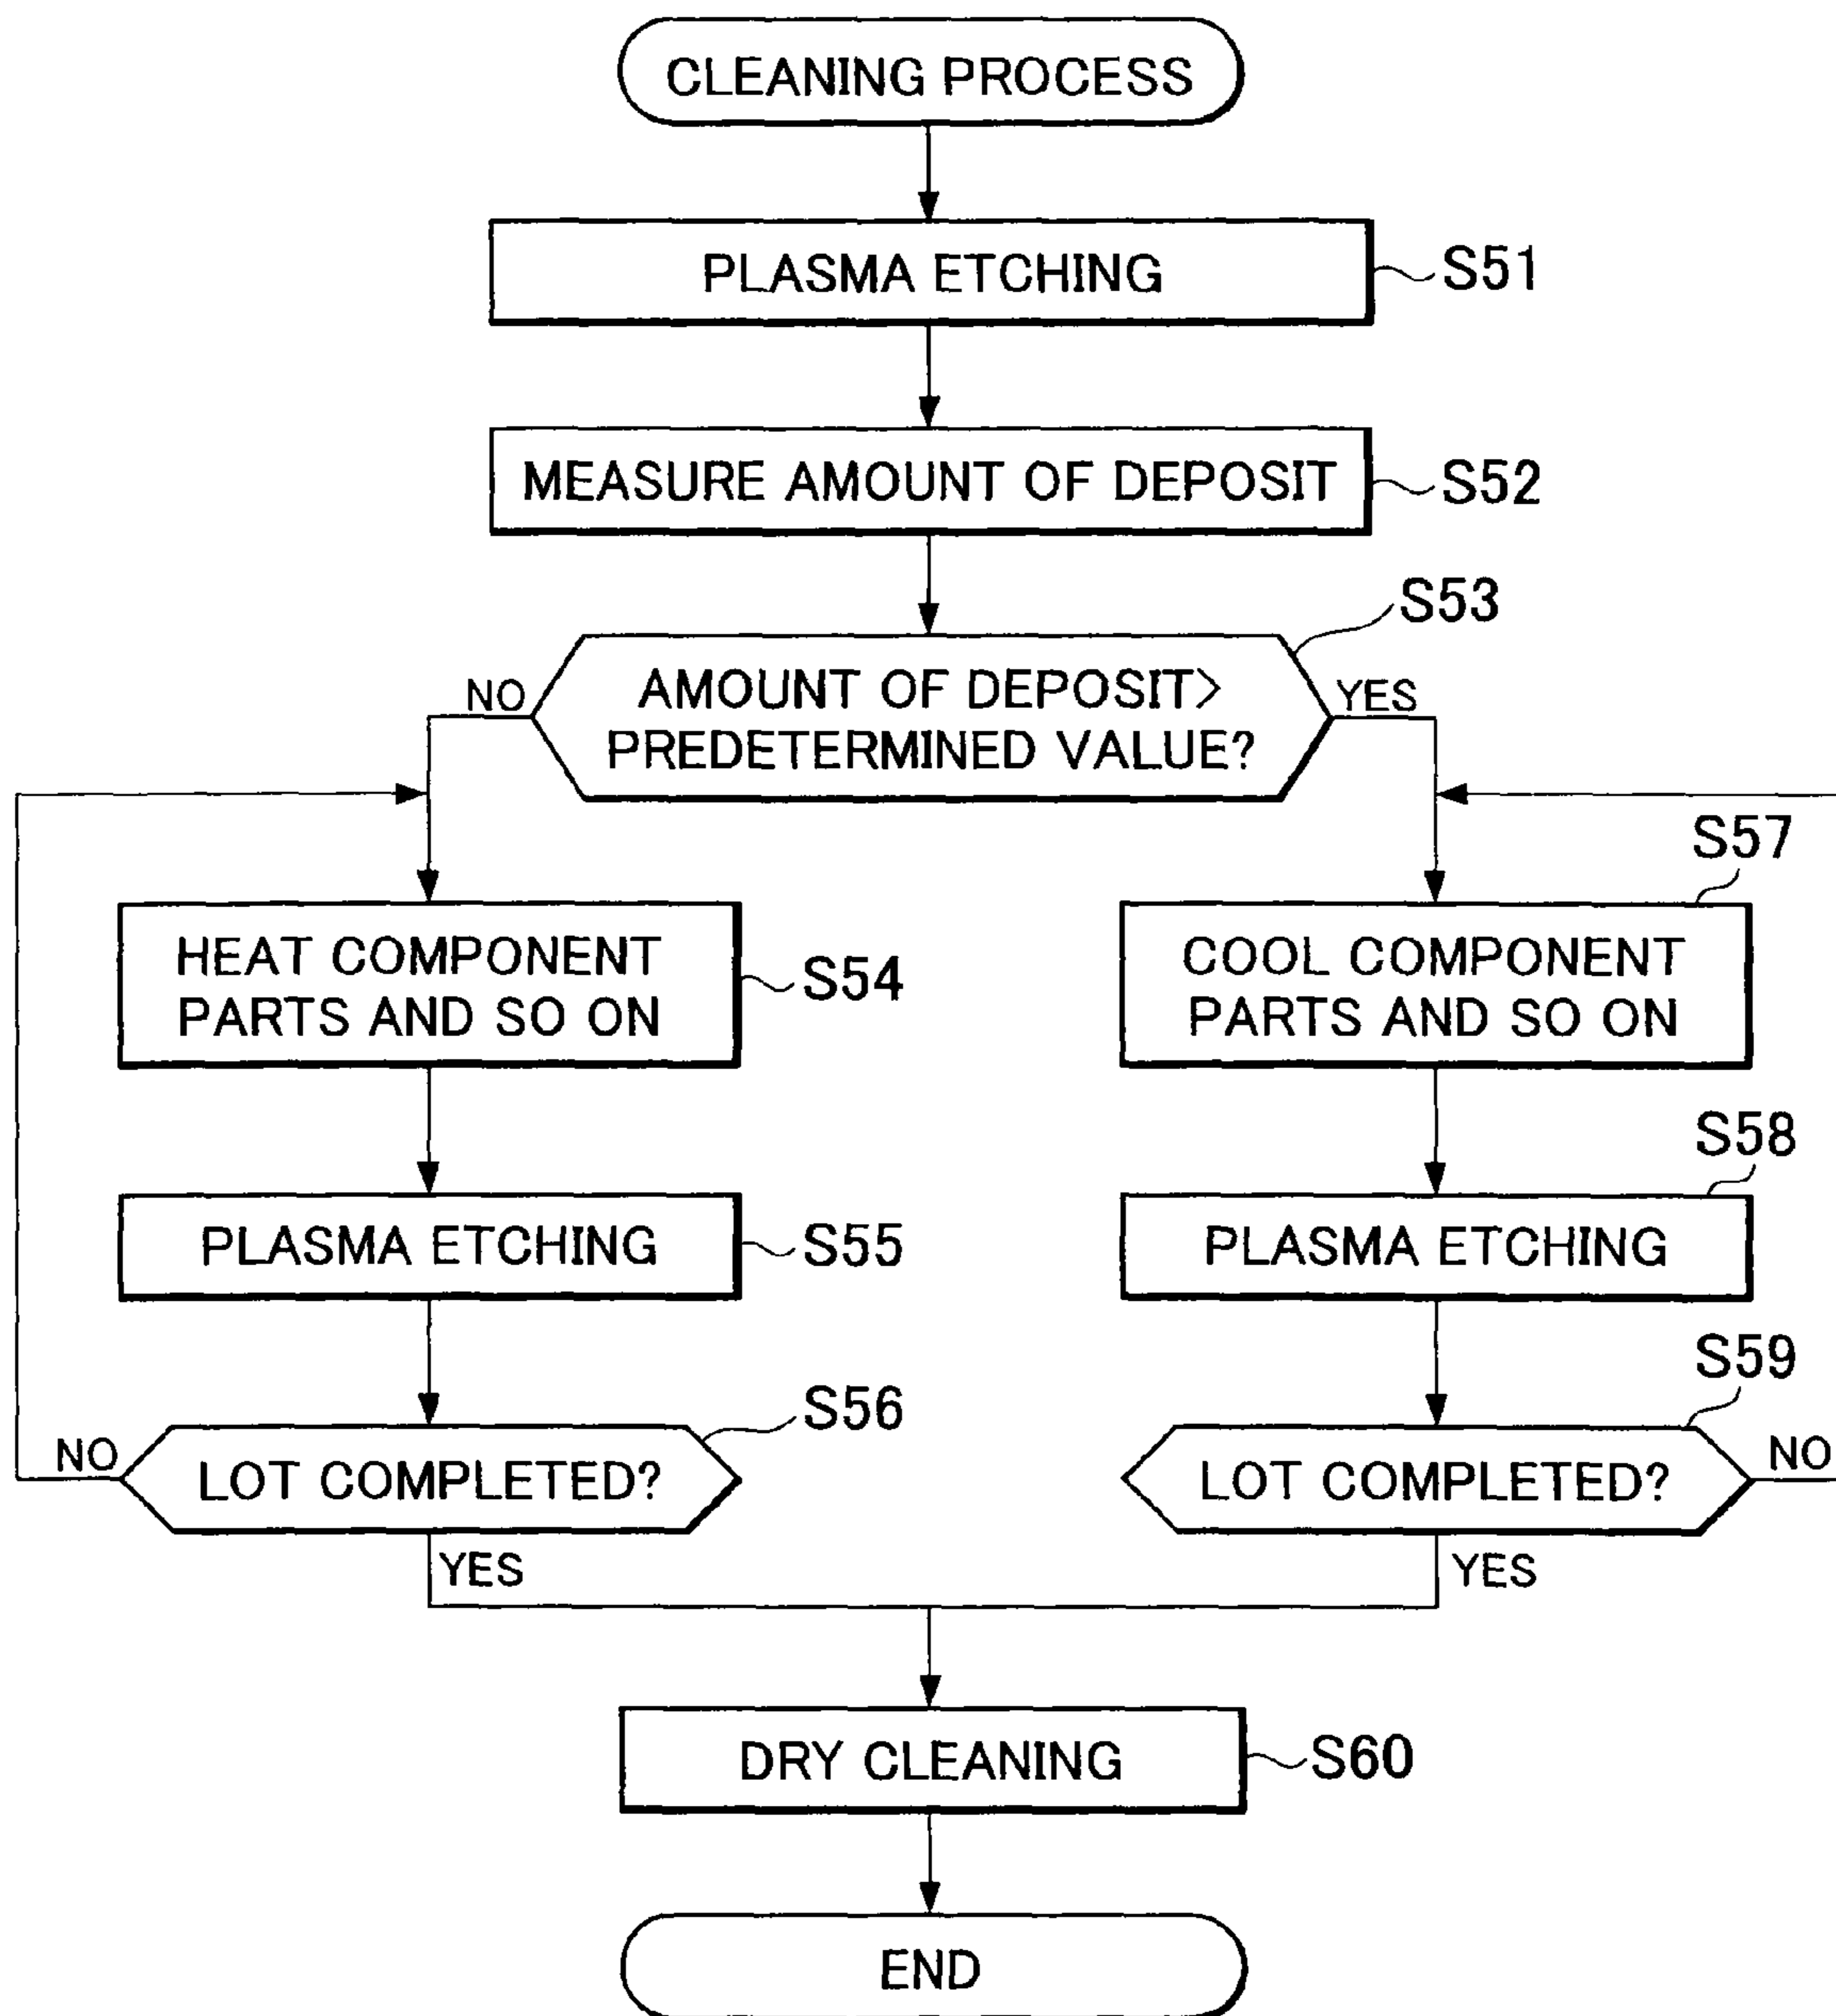 CLEANING PROCESS
PLASMA ETCHING
S51
MEASURE AMOUNT OF DEPOSIT
S52
S53
AMOUNT OF DEPOSIT>
PREDETERMINED VALUE?
NO
YES
HEAT COMPONENT
PARTS AND SO ON
S54
PLASMA ETCHING
S55
S56
LOT COMPLETED?
NO
YES
S57
COOL COMPONENT
PARTS AND SO ON
S58
PLASMA ETCHING
S59
LOT COMPLETED?
NO
YES
DRY CLEANING
S60
END